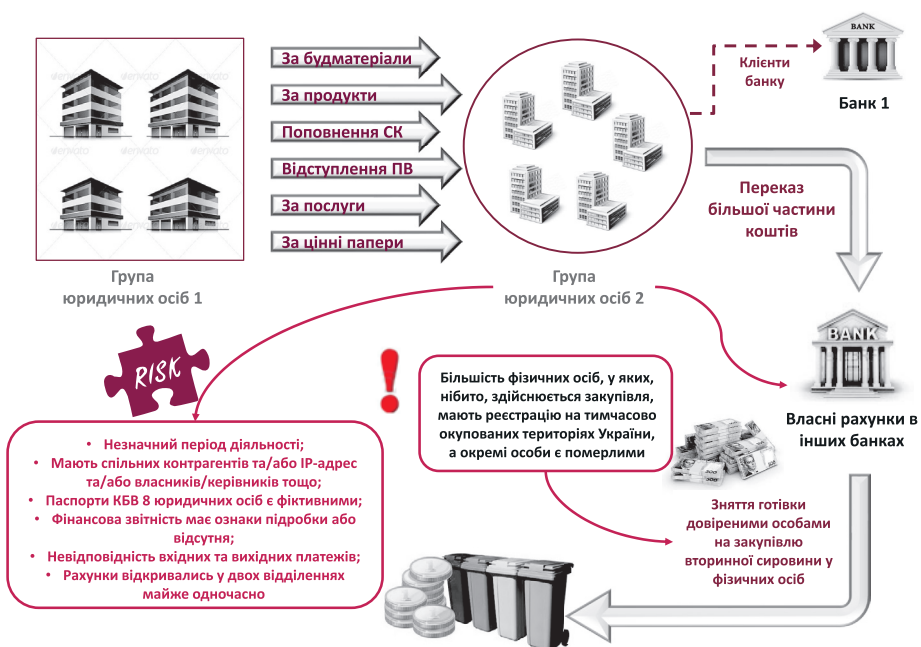 За будматеріали
За продукти
Поповнення СК
Відступлення ПВ
За послуги
За цінні папери
Група
юридичних осіб 1
Група
юридичних осіб 2
BANK
Клієнти
банку
Банк 1
Переказ
більшої частини
коштів
BANK
Власні рахунки в
інших банках
RISK
• Незначний період діяльності;
• Мають спільних контрагентів та/або IP-адрес
та/або власників/керівників тощо;
• Паспорти КБВ 8 юридичних осіб є фіктивними;
• Фінансова звітність має ознаки підробки або
відсутня;
• Невідповідність вхідних та вихідних платежів;
• Рахунки відкривались у двох відділеннях
майже одночасно
Більшість фізичних осіб, у яких,
нібито, здійснюється закупівля,
мають реєстрацію на тимчасово
окупованих територіях України,
а окремі особи є померлими
Зняття готівки
довіреними особами
на закупівлю
вторинної сировини у
фізичних осіб